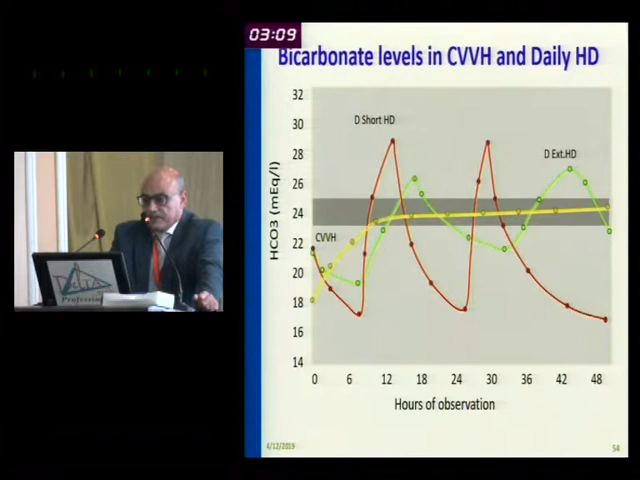 03:09
Bicarbonate levels in CVVH and Daily HD
32
30
28
26
24
22
20
18
16
14
HCO3 (mEq/l)
D Short HD
D Ext.HD
CVVH
0 6 12 18 24 30 36 42 48
Hours of observation
4/12/2019
54
DELTA
Professional